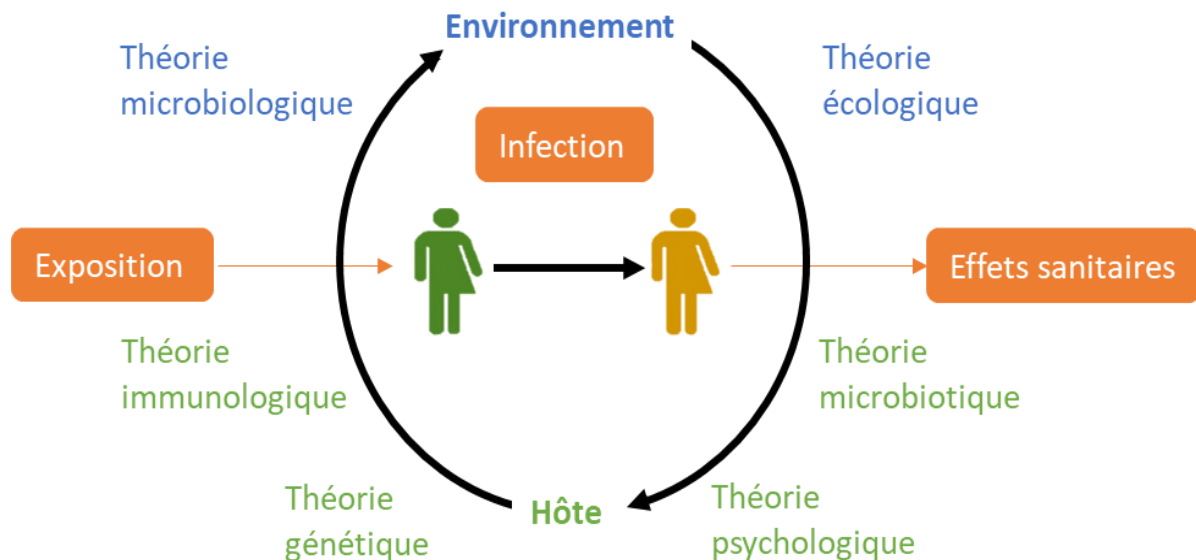 Environnement
Théorie
microbiologique
Théorie
écologique
Infection
Exposition
Effets sanitaires
Théorie
immunologique
Théorie
microbiotique
Théorie
génétique
Hôte
Théorie
psychologique